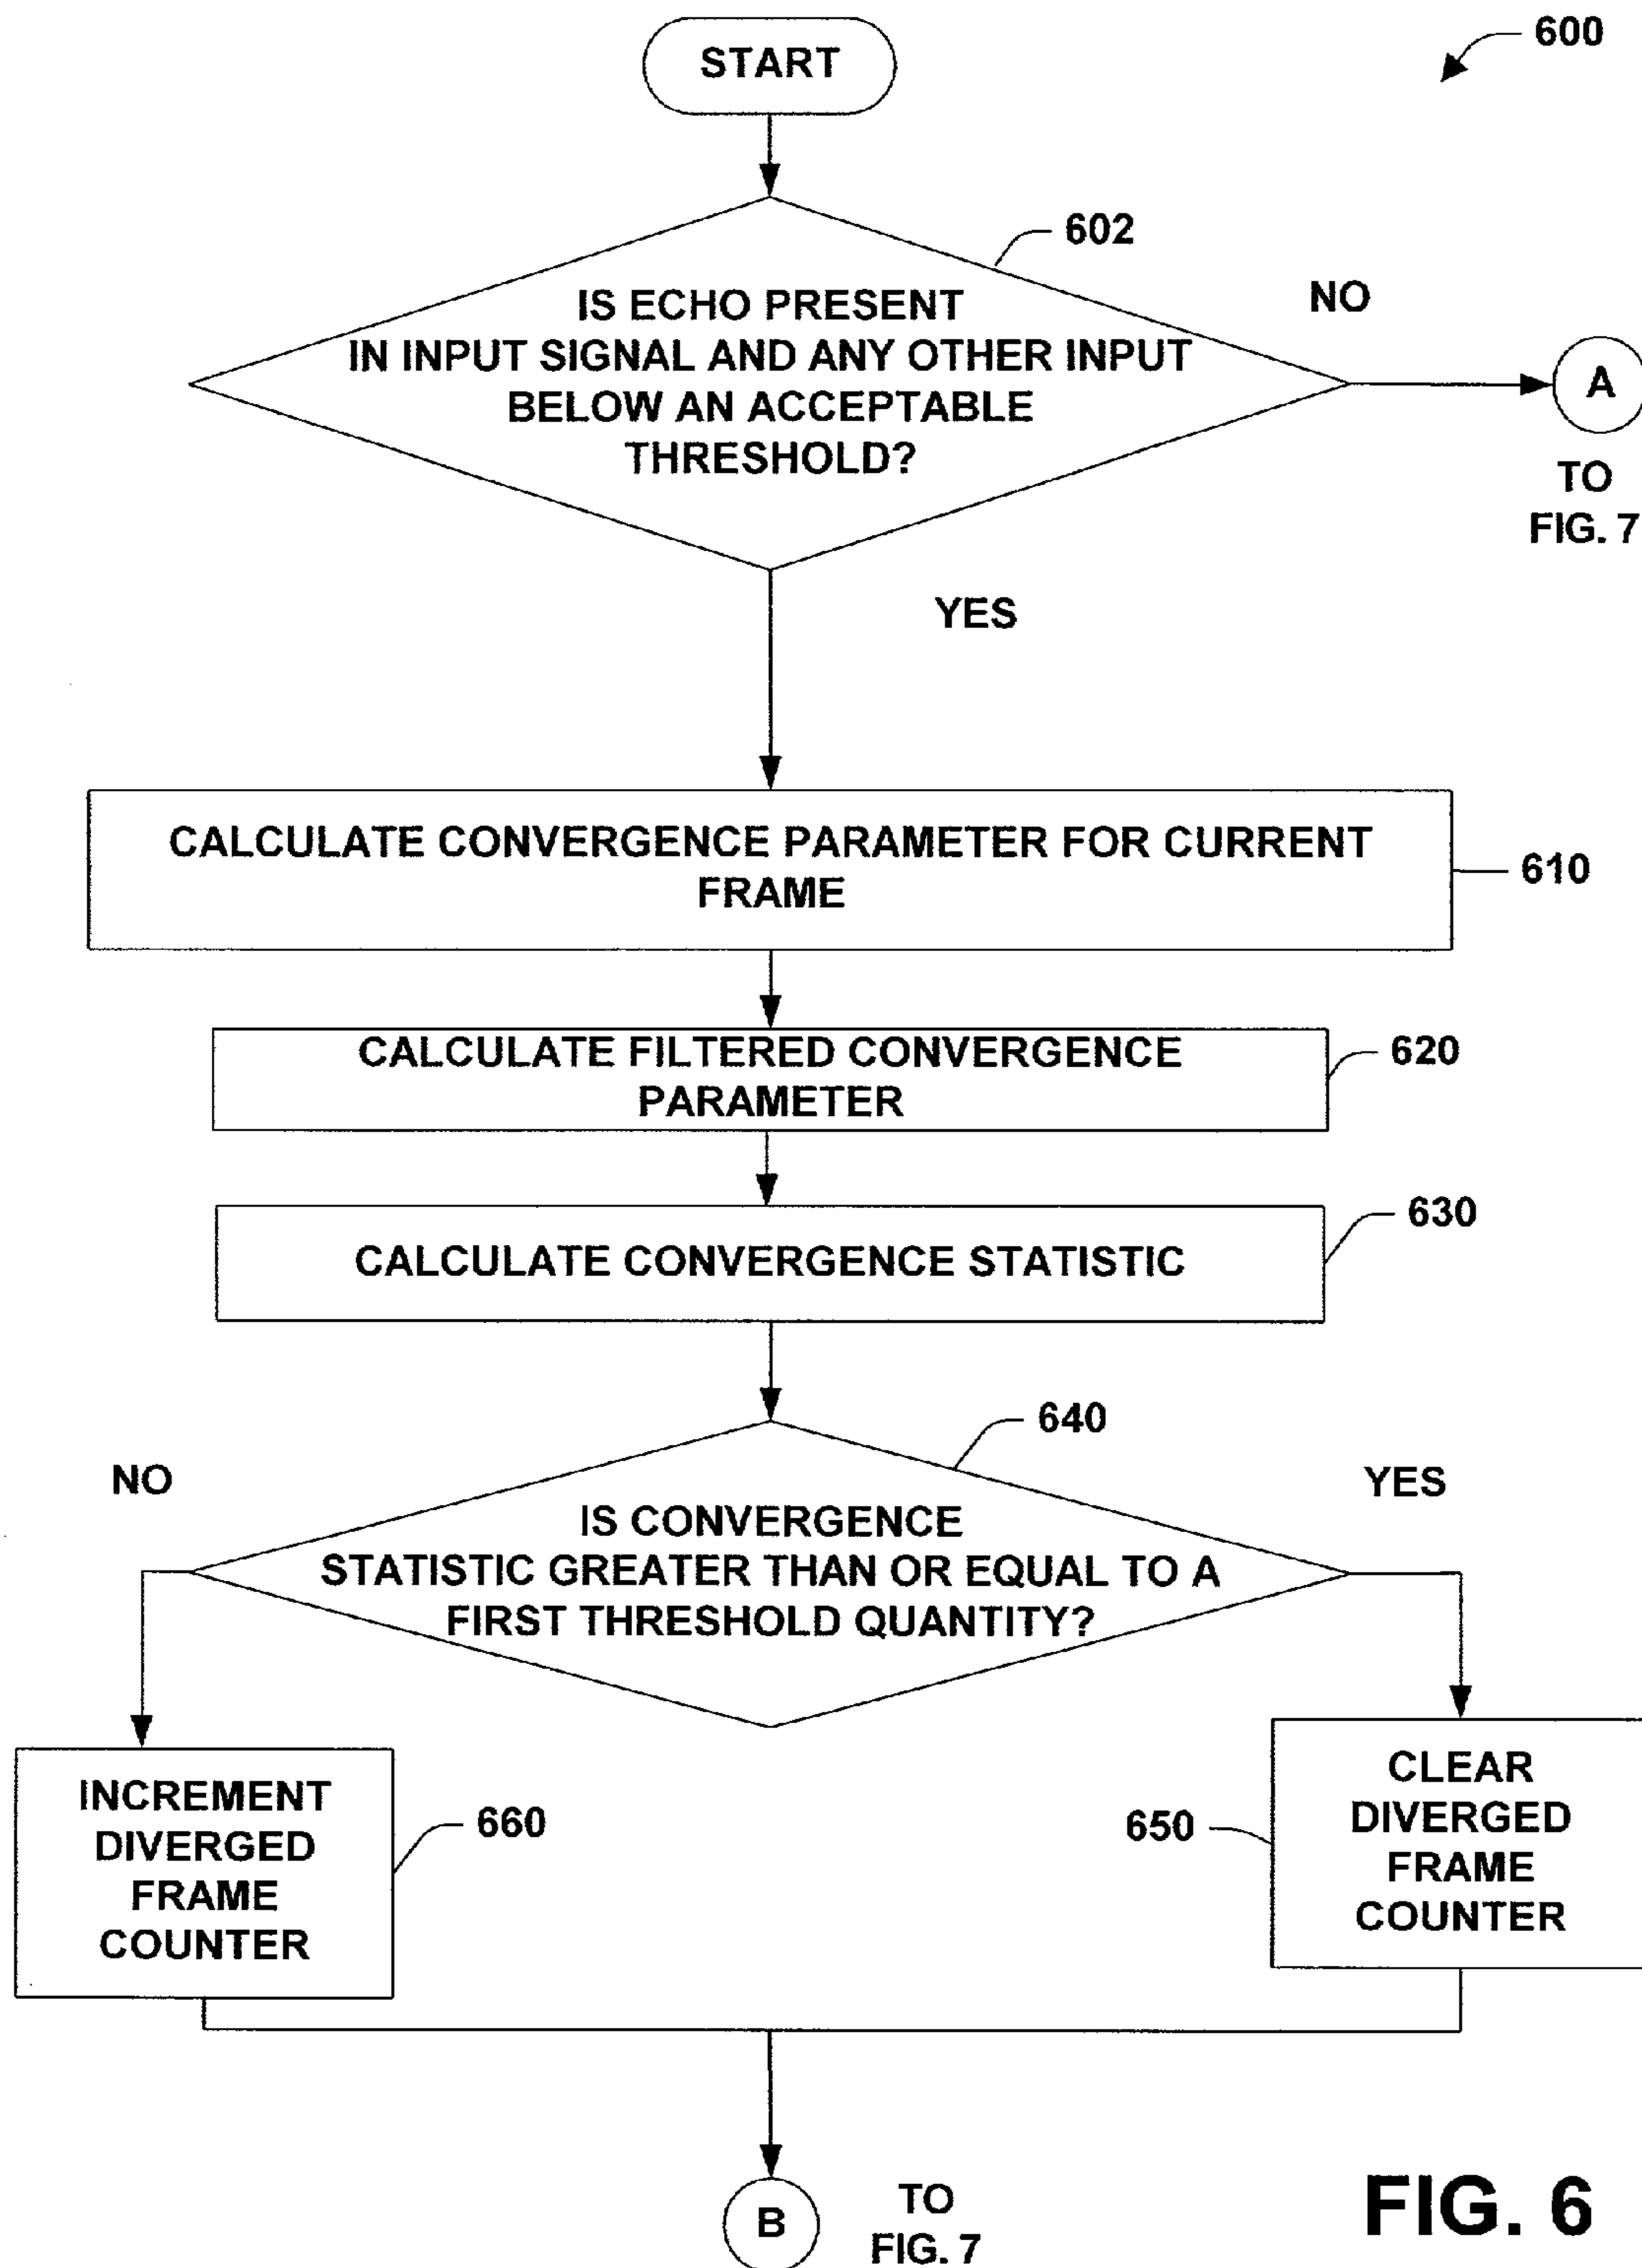 START
600
602
IS ECHO PRESENT
IN INPUT SIGNAL AND ANY OTHER INPUT
BELOW AN ACCEPTABLE
THRESHOLD?
NO
A
TO
FIG. 7
YES
CALCULATE CONVERGENCE PARAMETER FOR CURRENT
FRAME
610
CALCULATE FILTERED CONVERGENCE
PARAMETER
620
CALCULATE CONVERGENCE STATISTIC
630
640
NO
YES
IS CONVERGENCE
STATISTIC GREATER THAN OR EQUAL TO A
FIRST THRESHOLD QUANTITY?
INCREMENT
DIVERGED
FRAME
COUNTER
660
650
CLEAR
DIVERGED
FRAME
COUNTER
B
TO
FIG. 7
FIG. 6